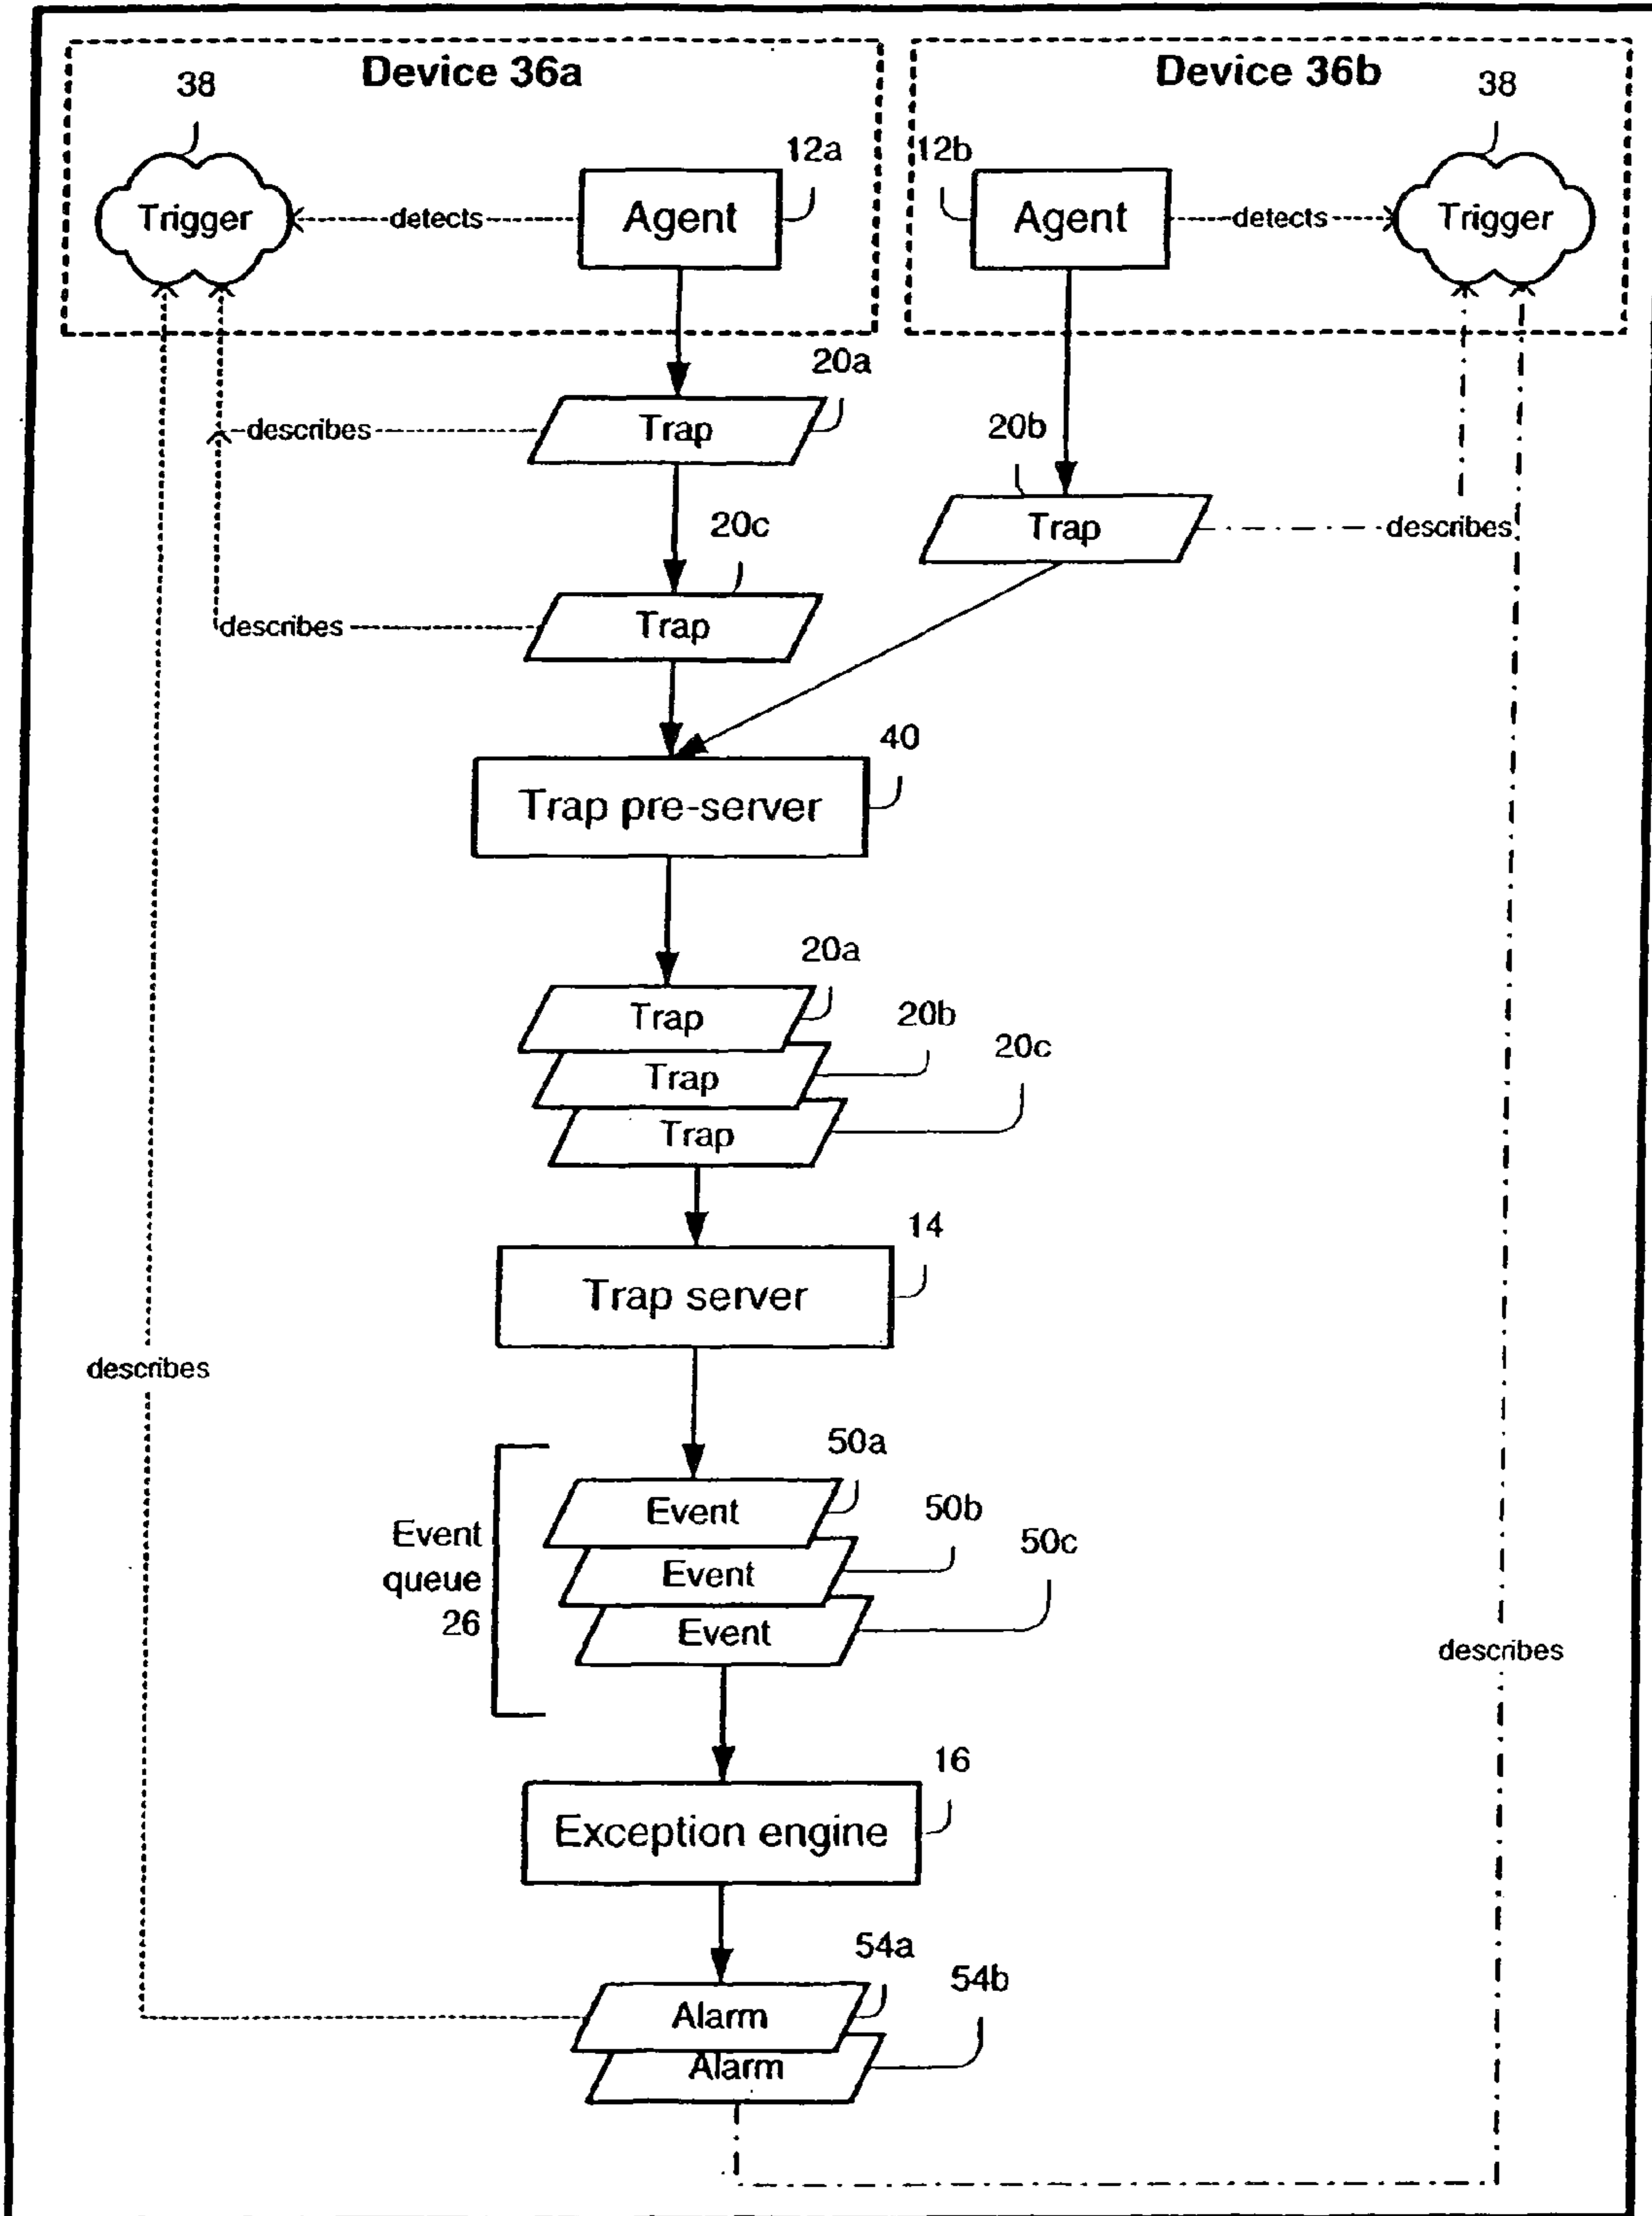 Device 36a
Device 36b
38
38
12a
12b
Trigger
detects
Agent
Agent
detects
Trigger
20a
describes
Trap
20b
Trap
describes
20c
describes
Trap
40
Trap pre-server
20a
Trap
20b
Trap
20c
Trap
14
Trap server
describes
50a
Event
50b
Event
50c
Event
Event
queue
26
describes
16
Exception engine
54a
Alarm
54b
Alarm